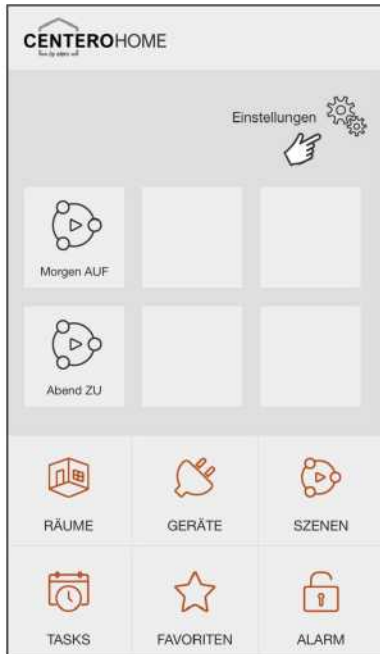 CENTEROHOME
Einstellungen
Morgen AUF
Abend ZU
RÄUME GERÄTE SZENEN
TASKS FAVORITEN ALARM